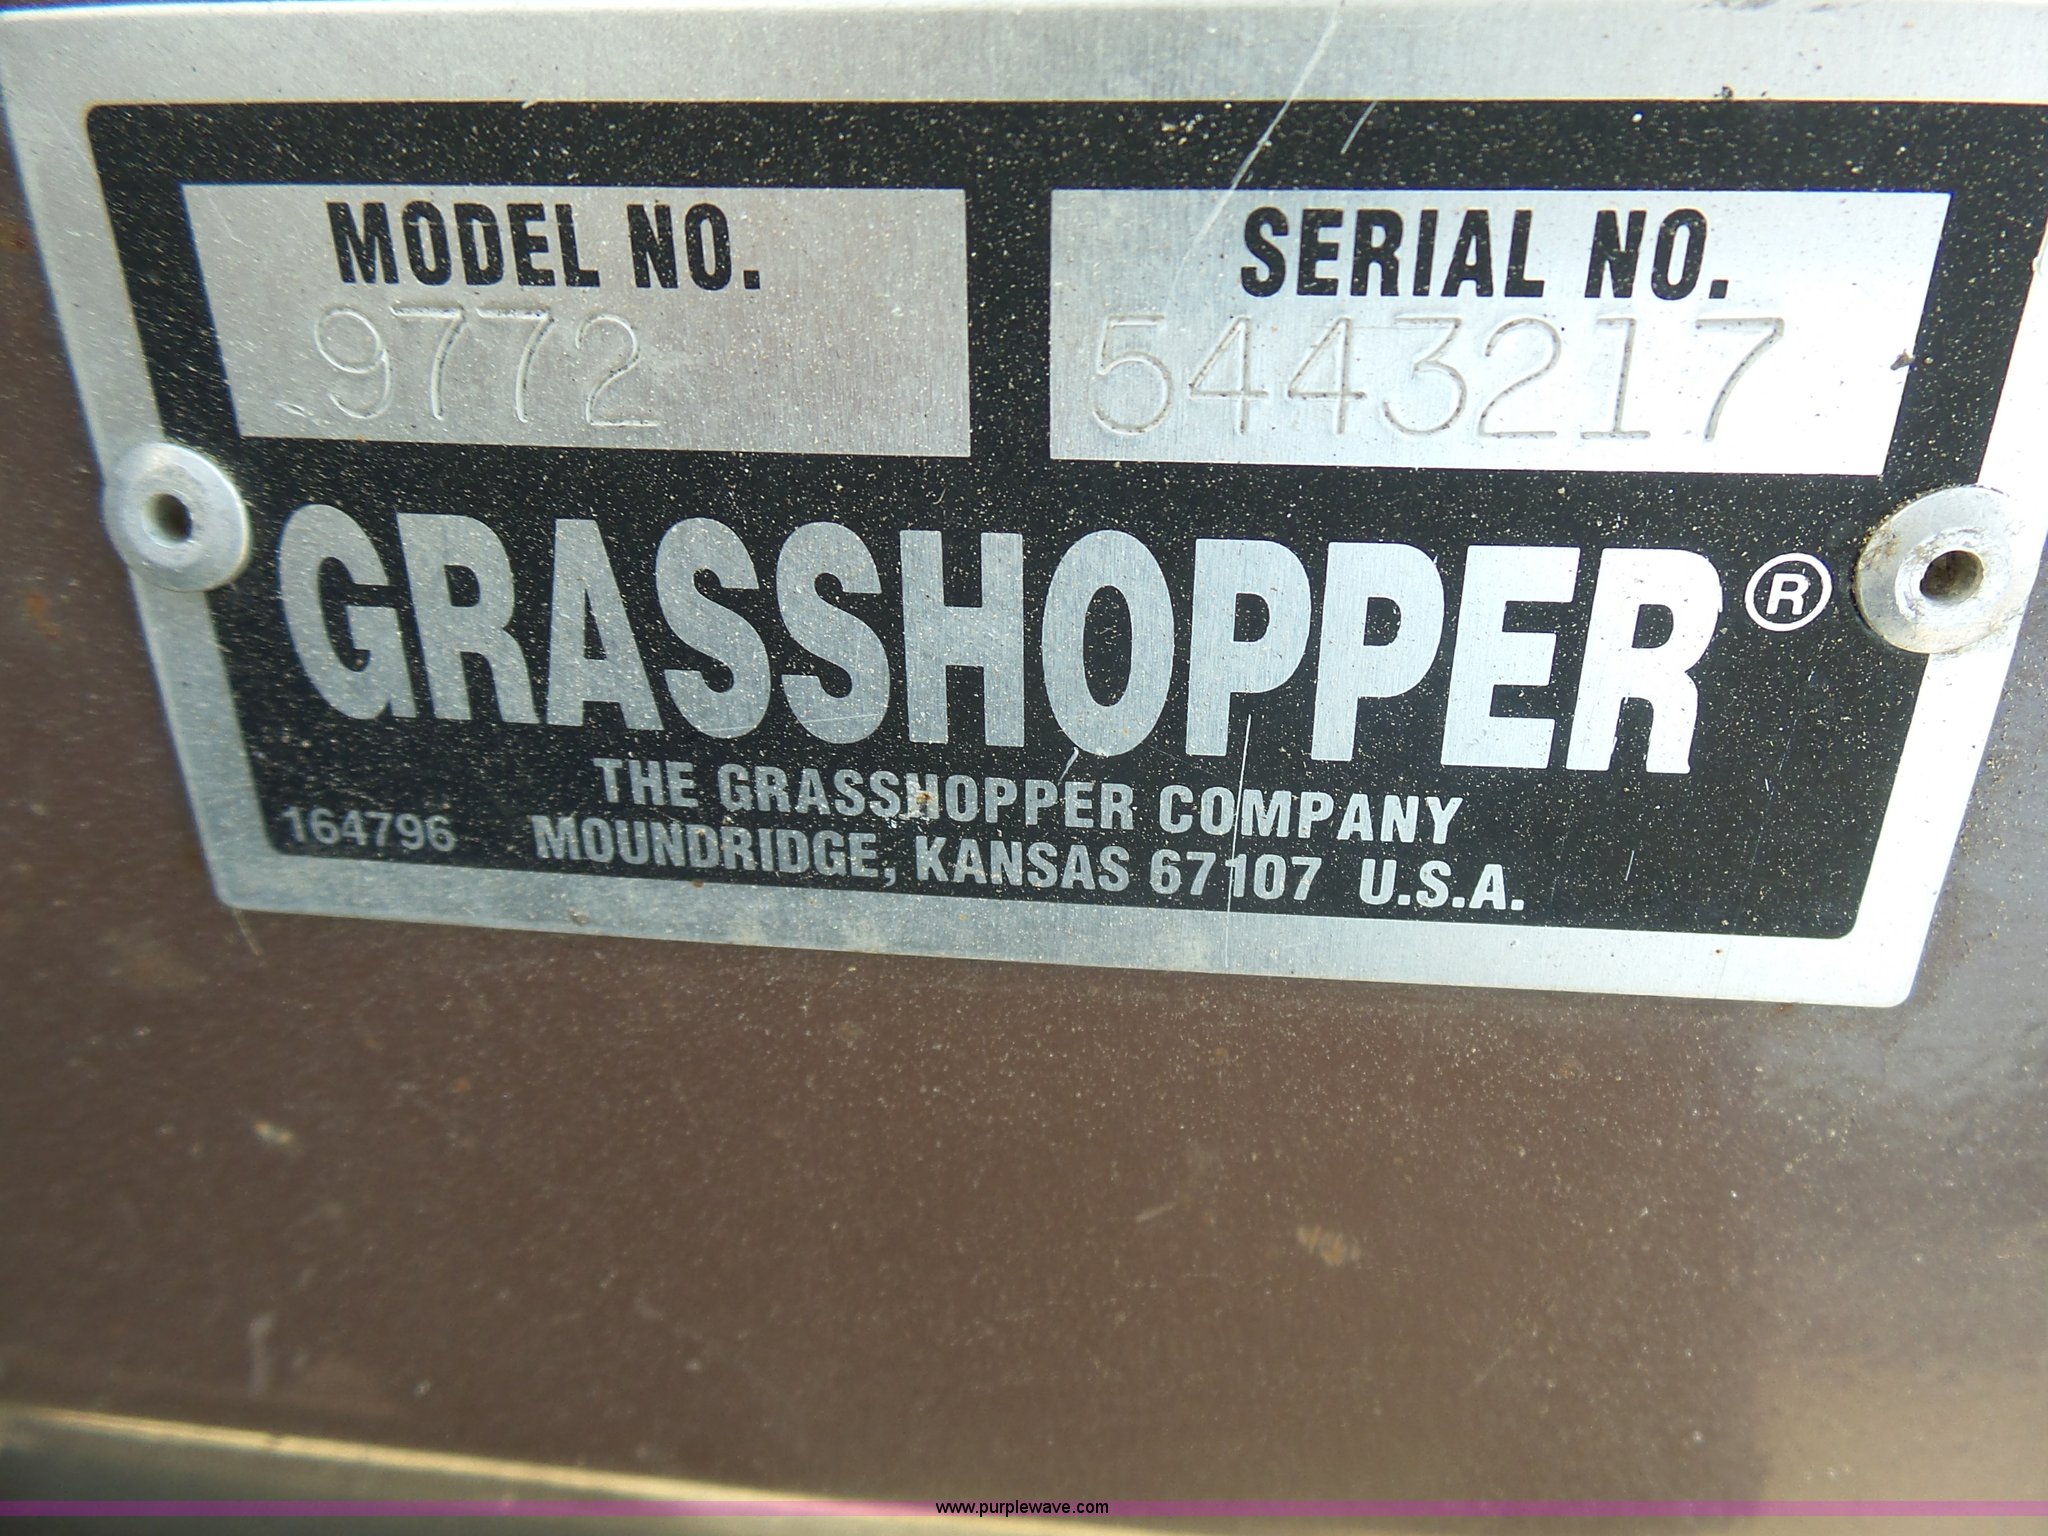 MODEL NO.
9772
SERIAL NO.
5443217
GRASSHOPPER®
THE GRASSHOPPER COMPANY
164796 MOUNDRIDGE, KANSAS 67107 U.S.A.
www.purplewave.com